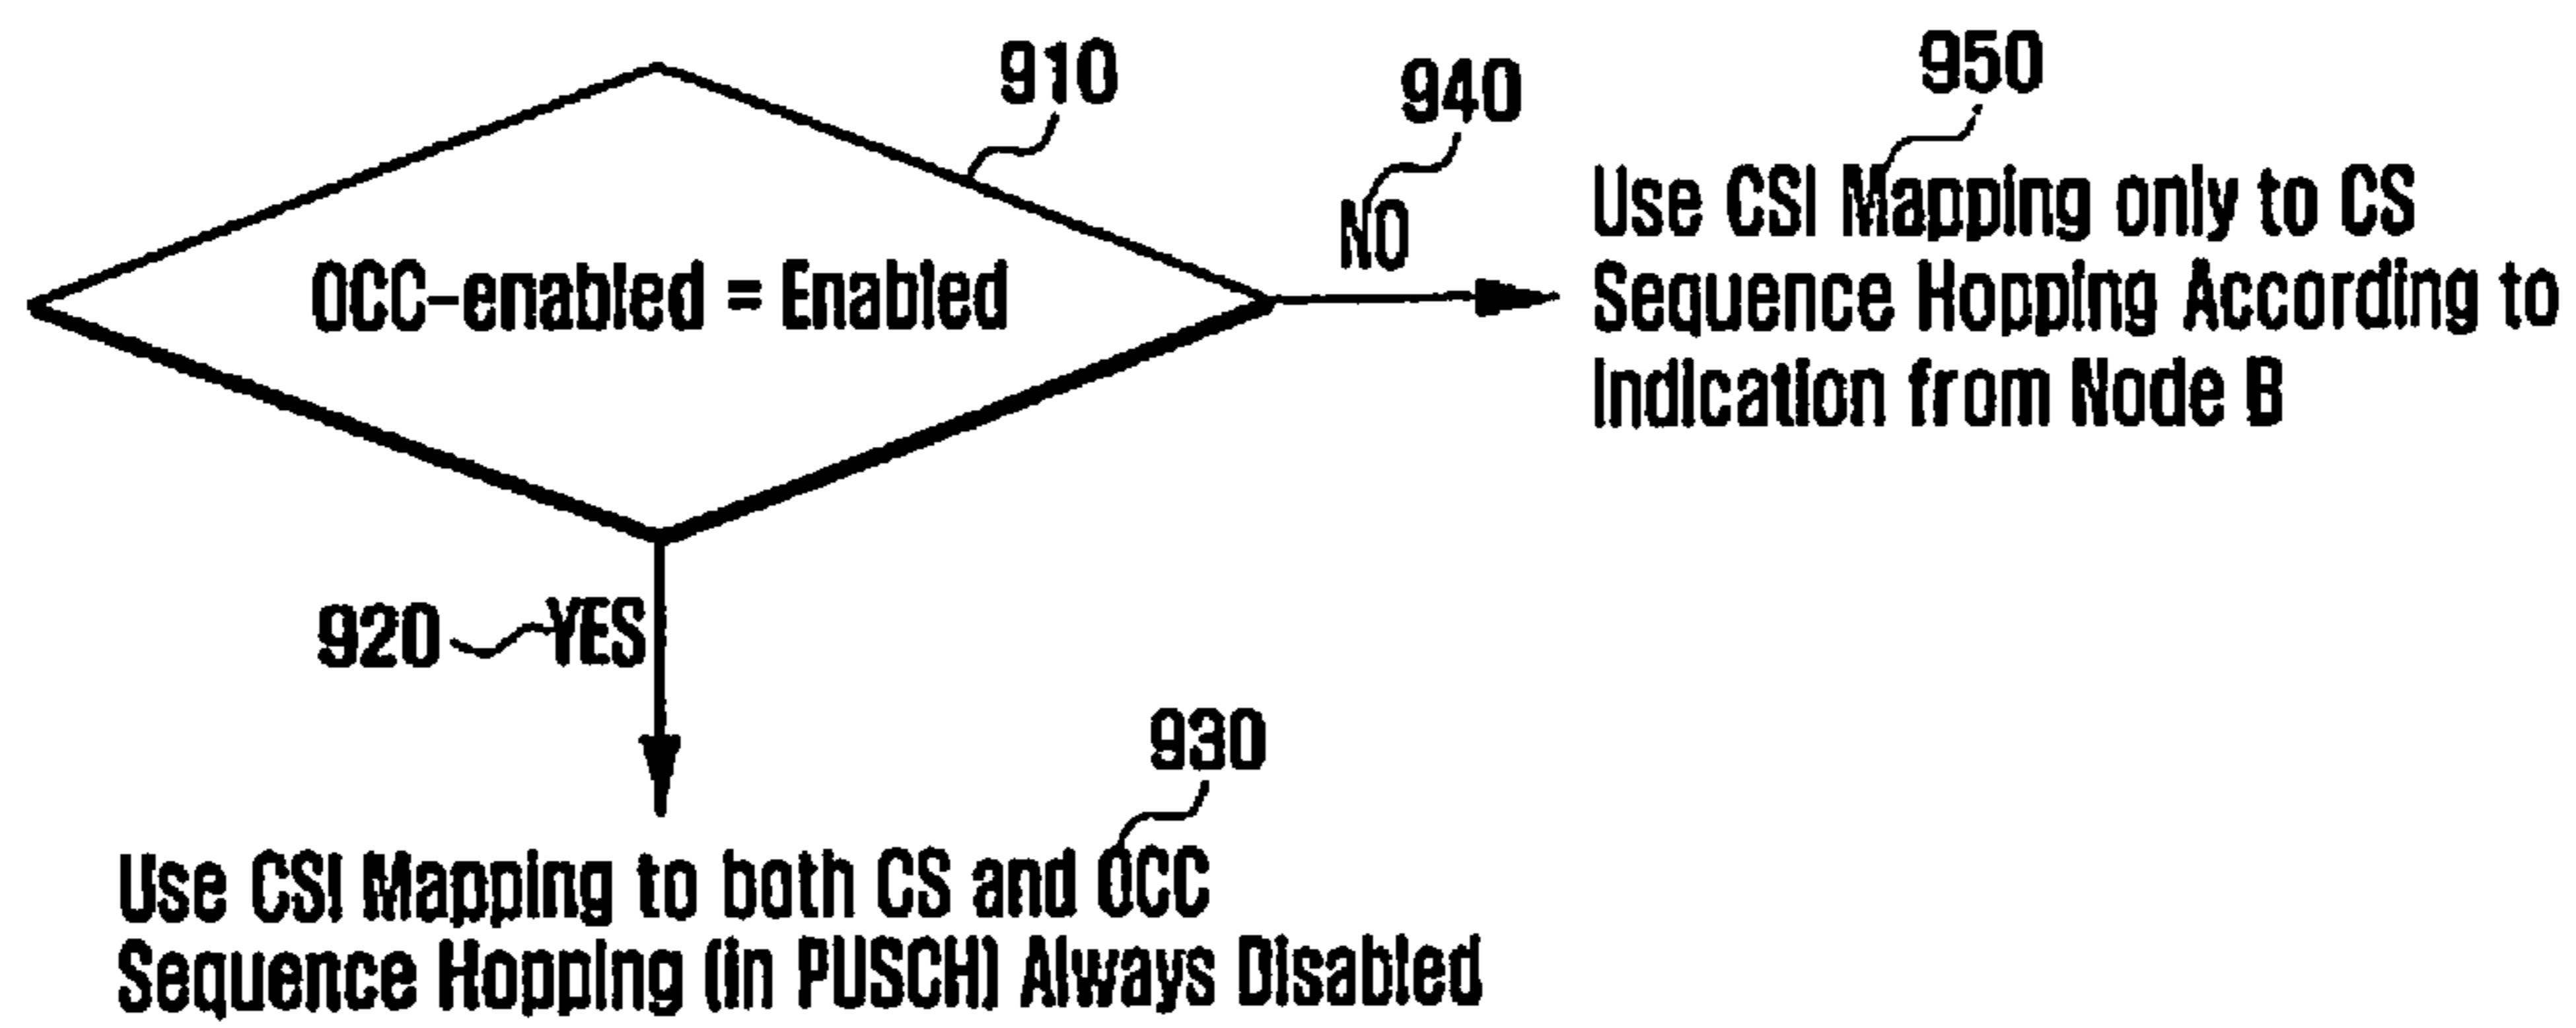 910
940
950
OCC-enabled = Enabled
NO
Use CSI Mapping only to CS
Sequence Hopping According to
Indication from Node B
920
YES
930
Use CSI Mapping to both CS and OCC
Sequence Hopping (in PUSCH) Always Disabled